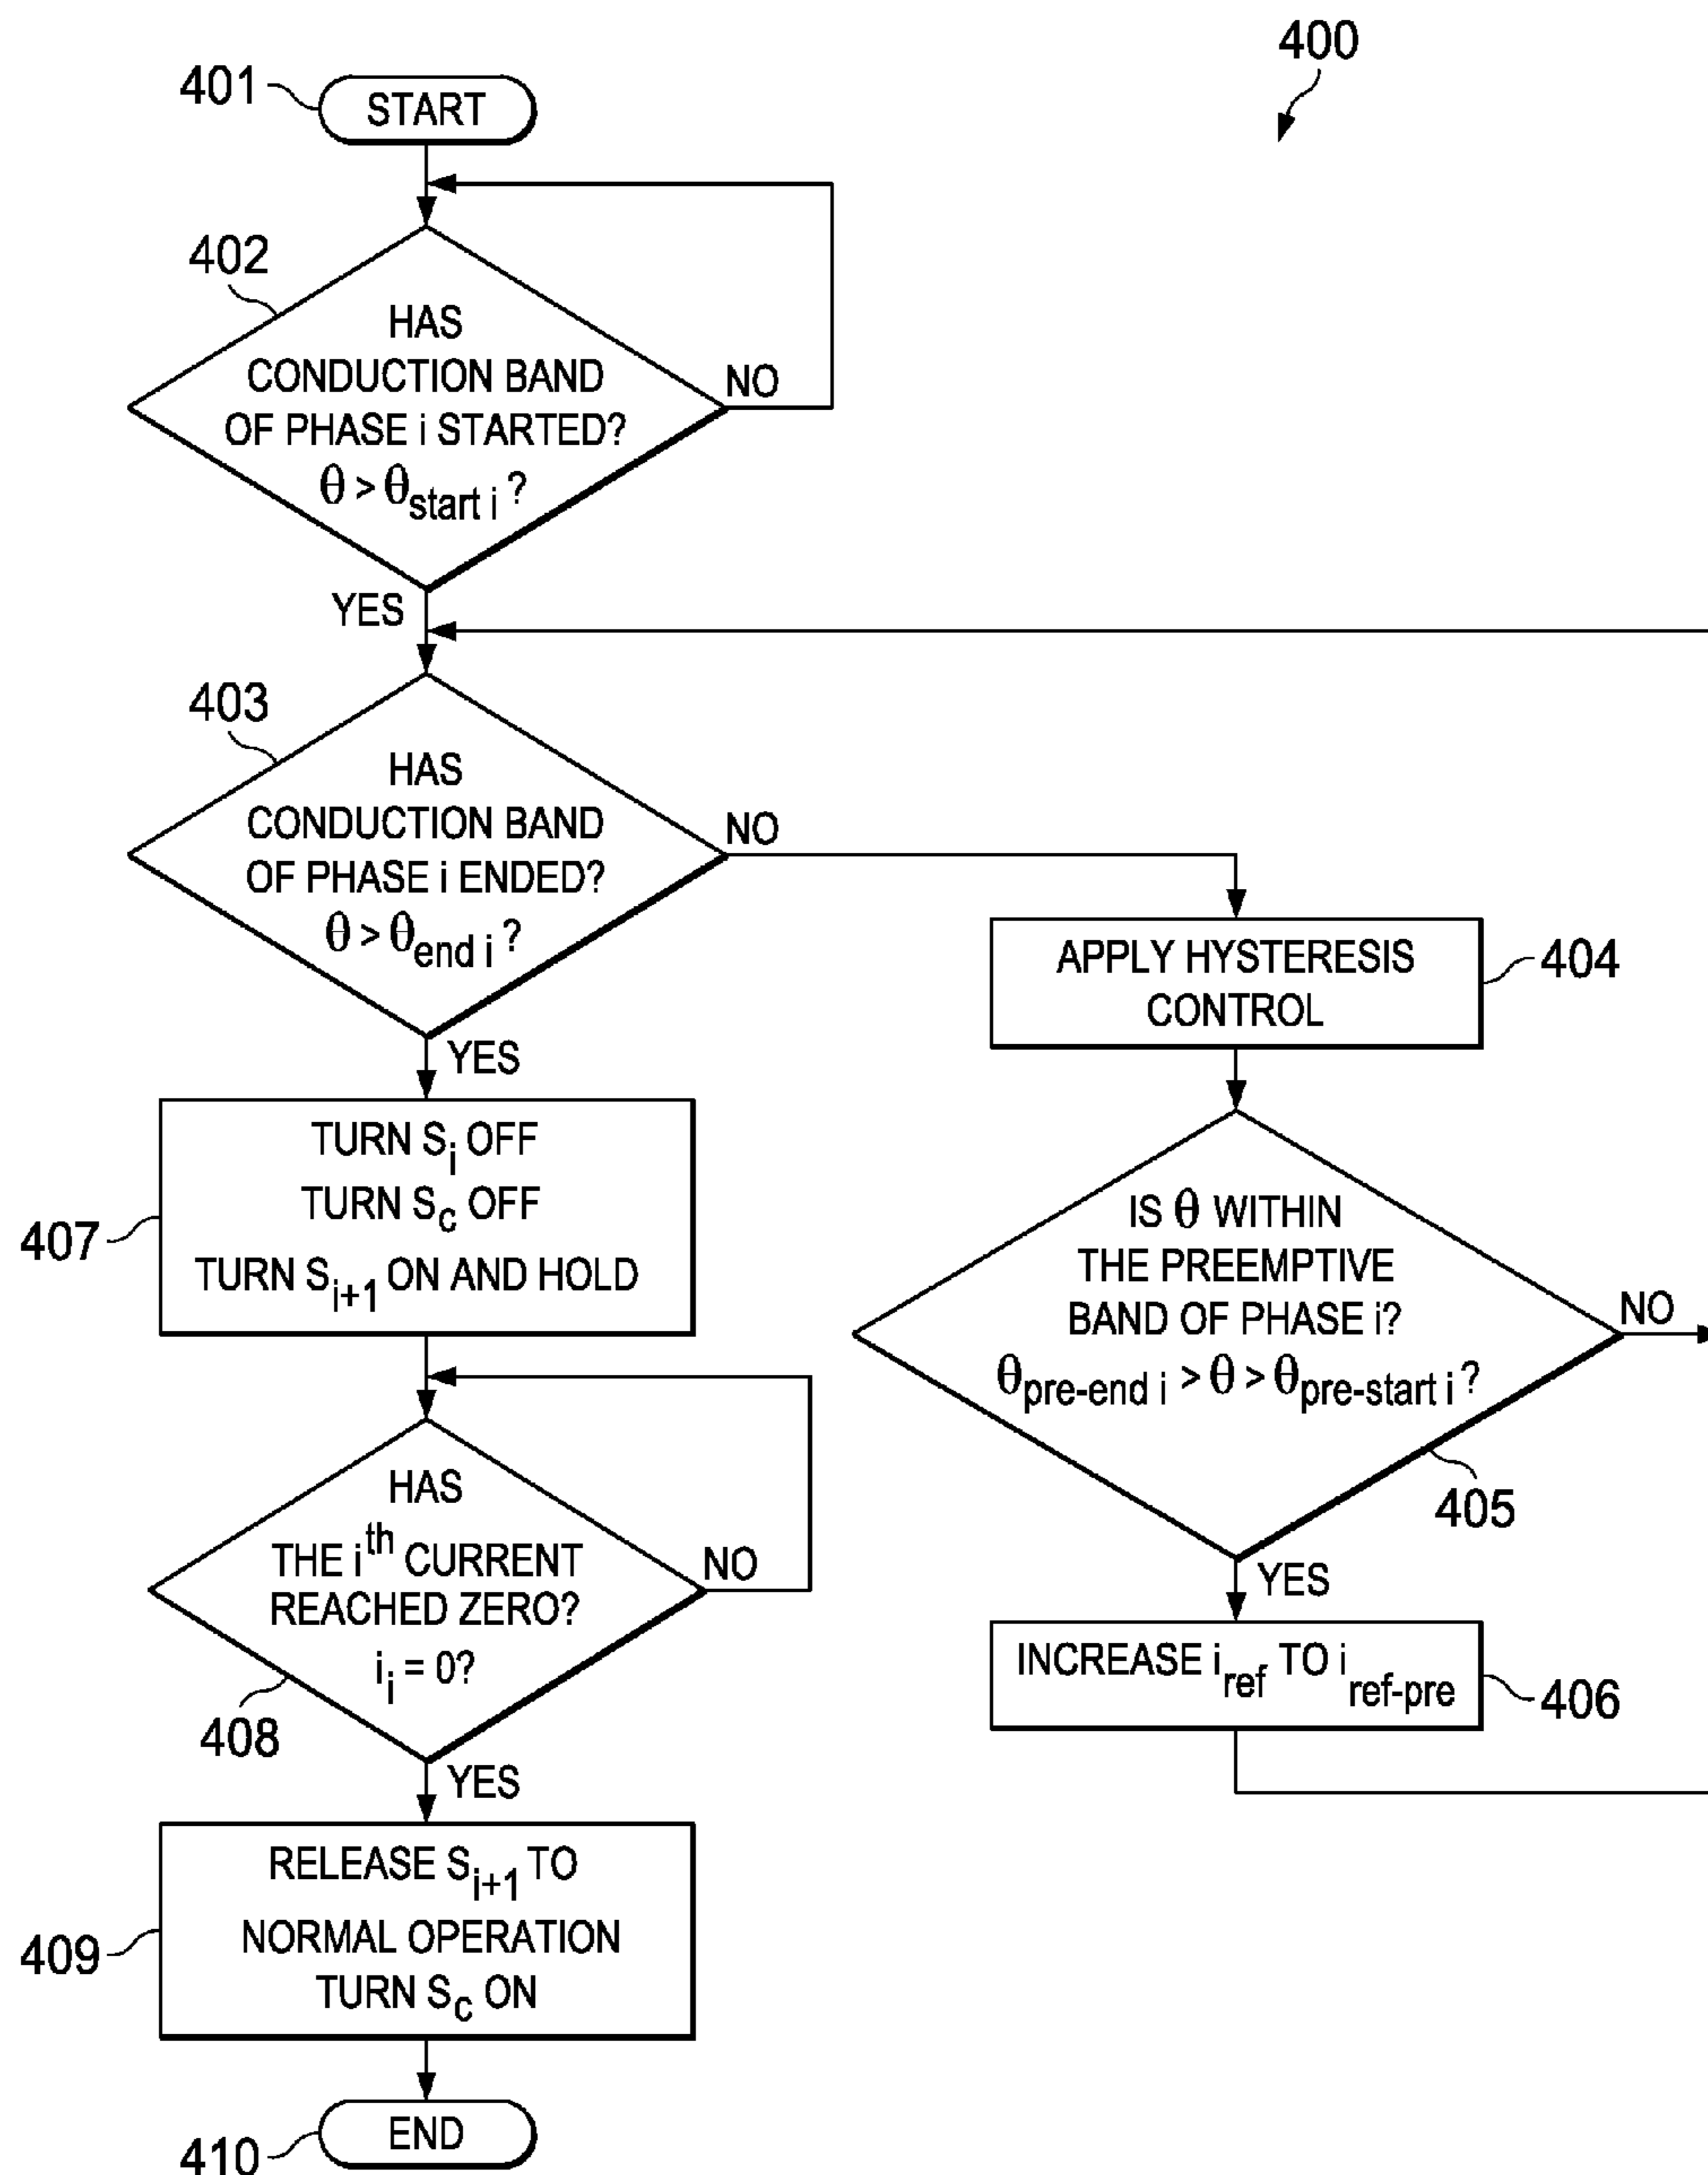 400
401
START
402
HAS
CONDUCTION BAND
OF PHASE i STARTED?
θ > θstart i ?
NO
YES
403
HAS
CONDUCTION BAND
OF PHASE i ENDED?
θ > θend i ?
NO
YES
APPLY HYSTERESIS
CONTROL
404
IS θ WITHIN
THE PREEMPTIVE
BAND OF PHASE i?
θpre-end i > θ > θpre-start i ?
NO
405
YES
INCREASE iref TO iref-pre
406
TURN Si OFF
TURN Sc OFF
TURN Si+1 ON AND HOLD
407
HAS
THE ith CURRENT
REACHED ZERO?
ii = 0?
NO
408
YES
RELEASE Si+1 TO
NORMAL OPERATION
TURN Sc ON
409
END
410